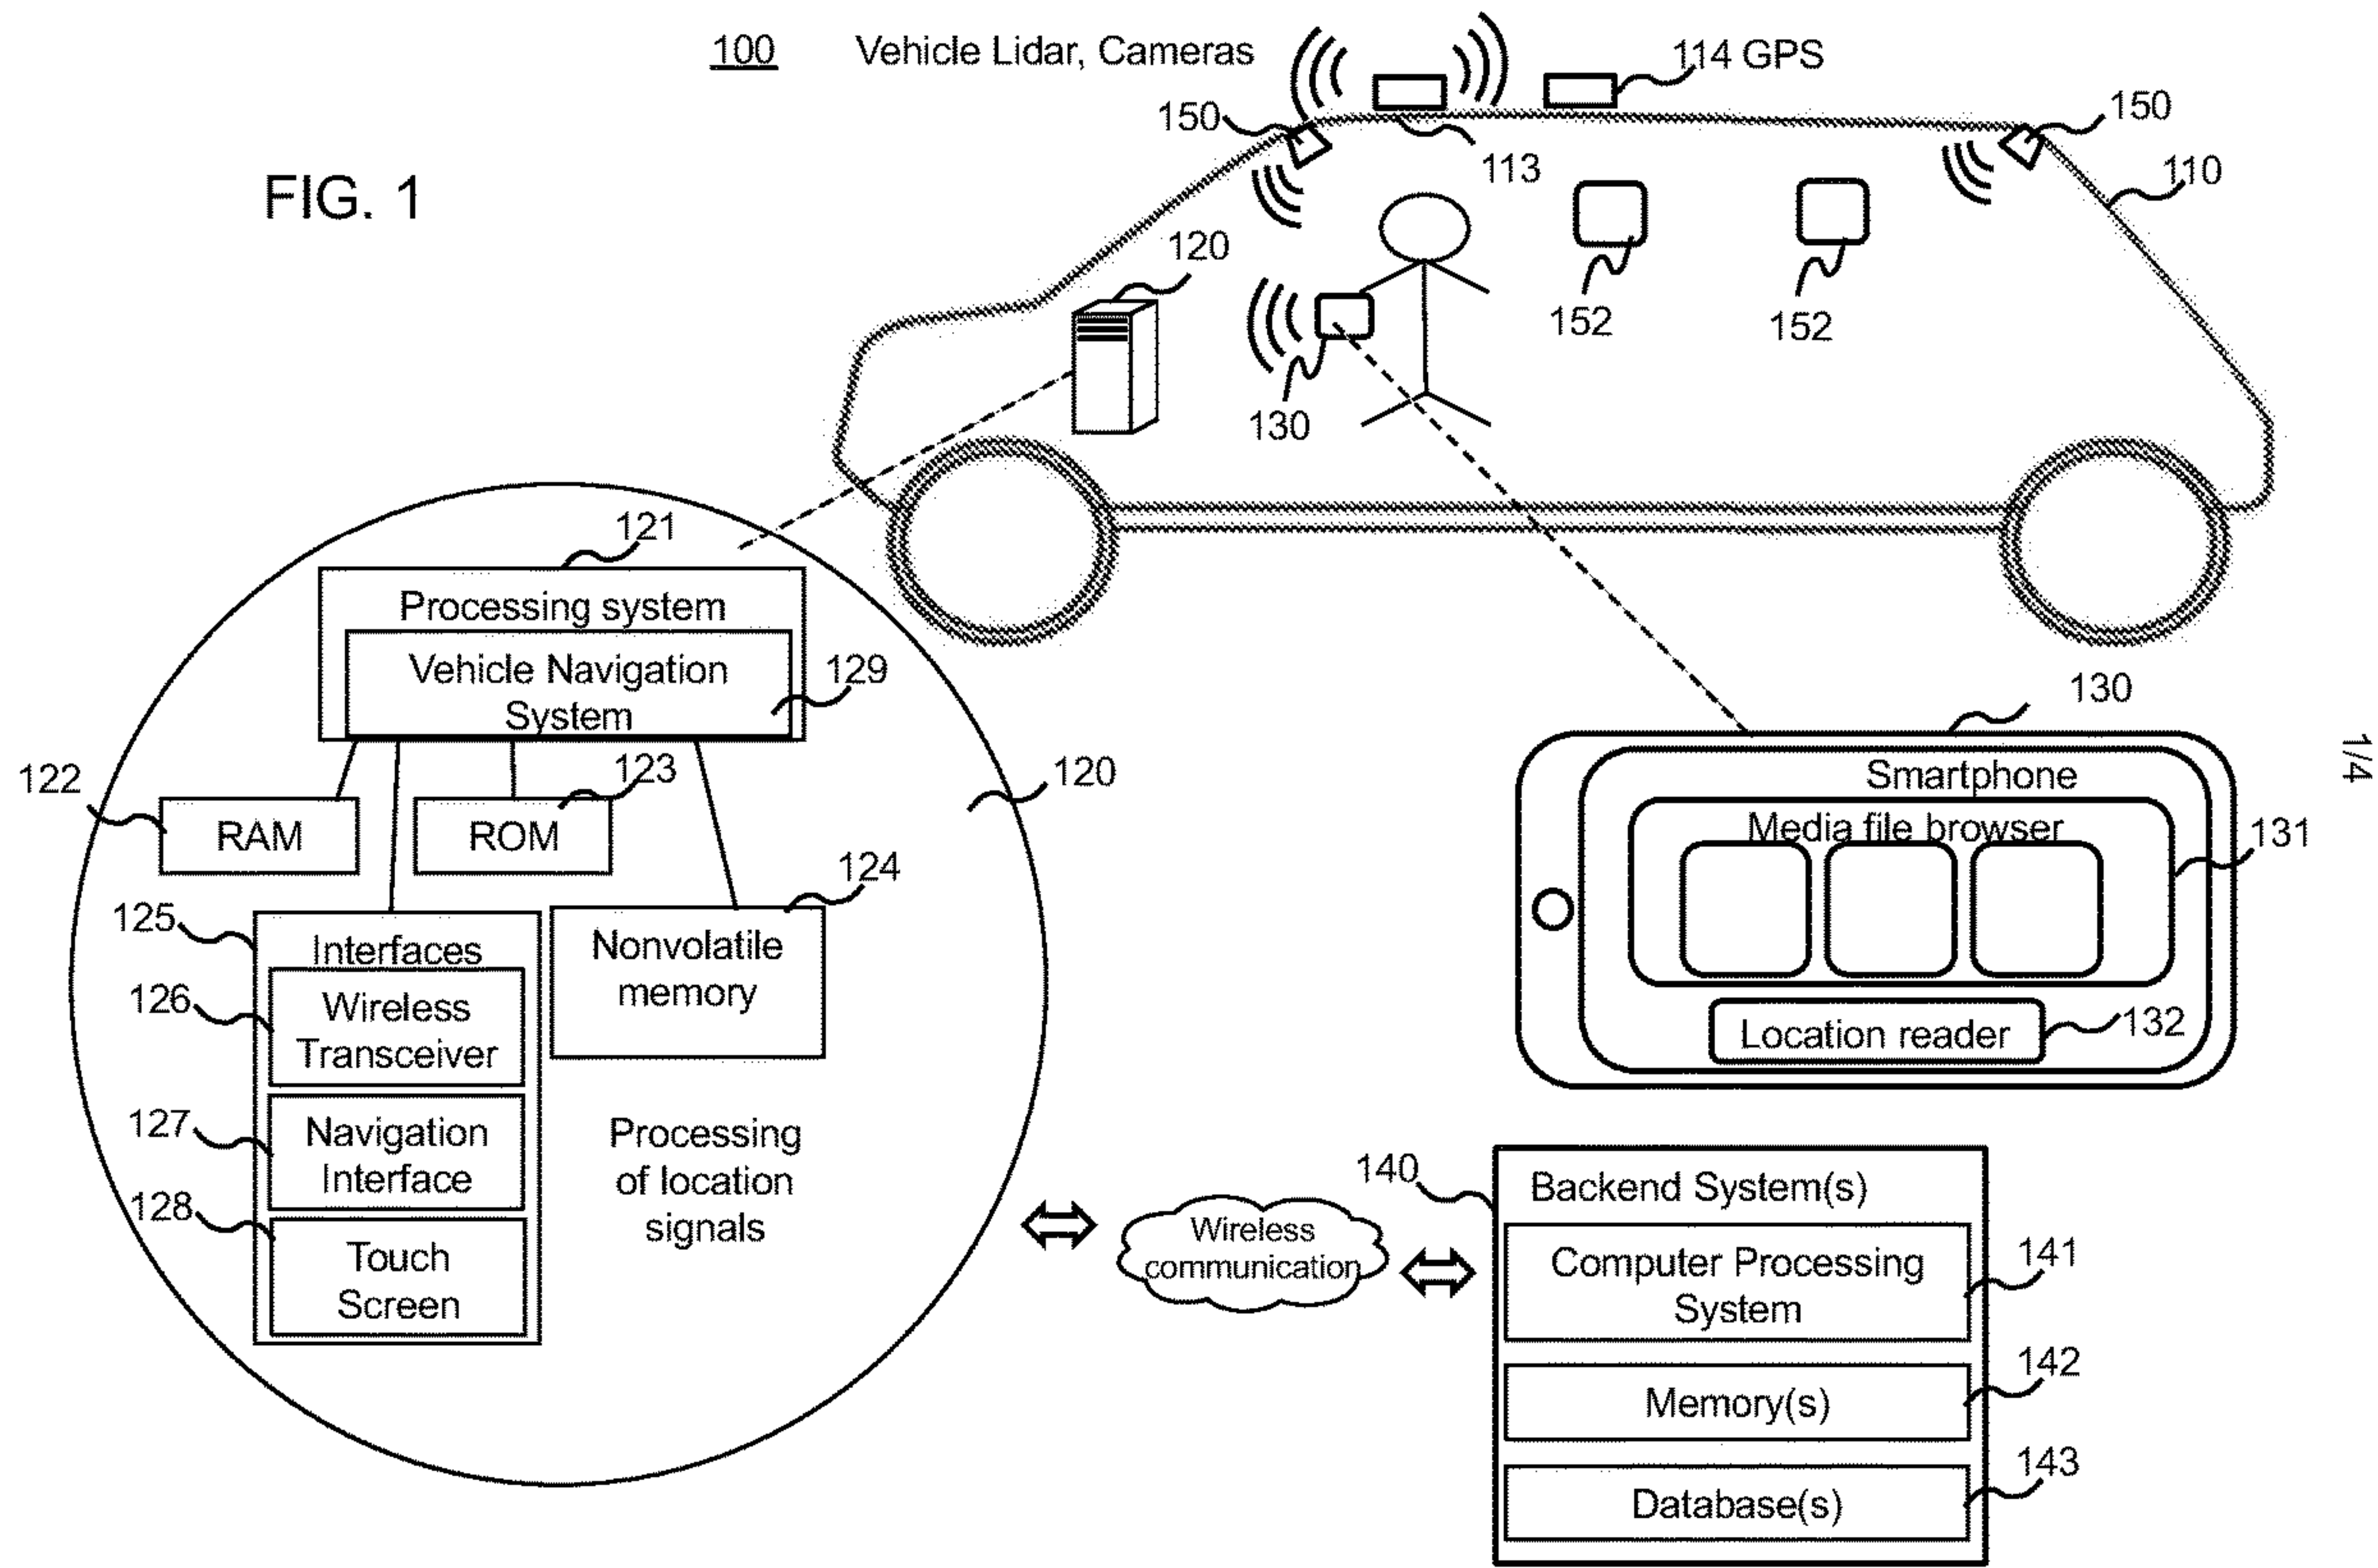 100
Vehicle Lidar, Cameras
114 GPS
150
150
113
110
FIG. 1
120
152
152
130
121
Processing system
Vehicle Navigation
System
129
122
RAM
123
ROM
120
124
Nonvolatile
memory
125
Interfaces
126
Wireless
Transceiver
127
Navigation
Interface
128
Touch
Screen
Processing
of location
signals
130
Smartphone
Media file browser
131
Location reader
132
1/4
Wireless
communication
140
Backend System(s)
Computer Processing
System
141
Memory(s)
142
Database(s)
143